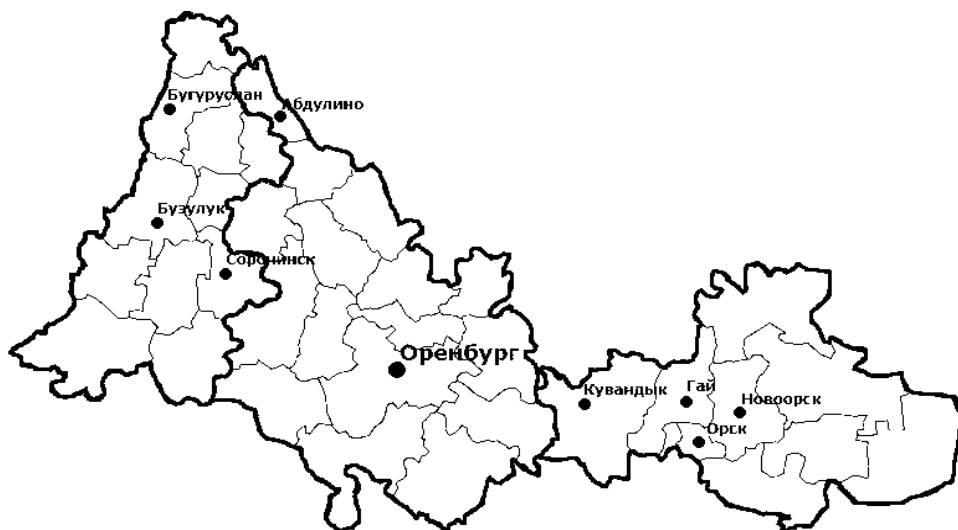 Бугуруслан
Абдулино
Бузулук
Сорочинск
Оренбург
Кувандык
Гай
Новоорск
Орск